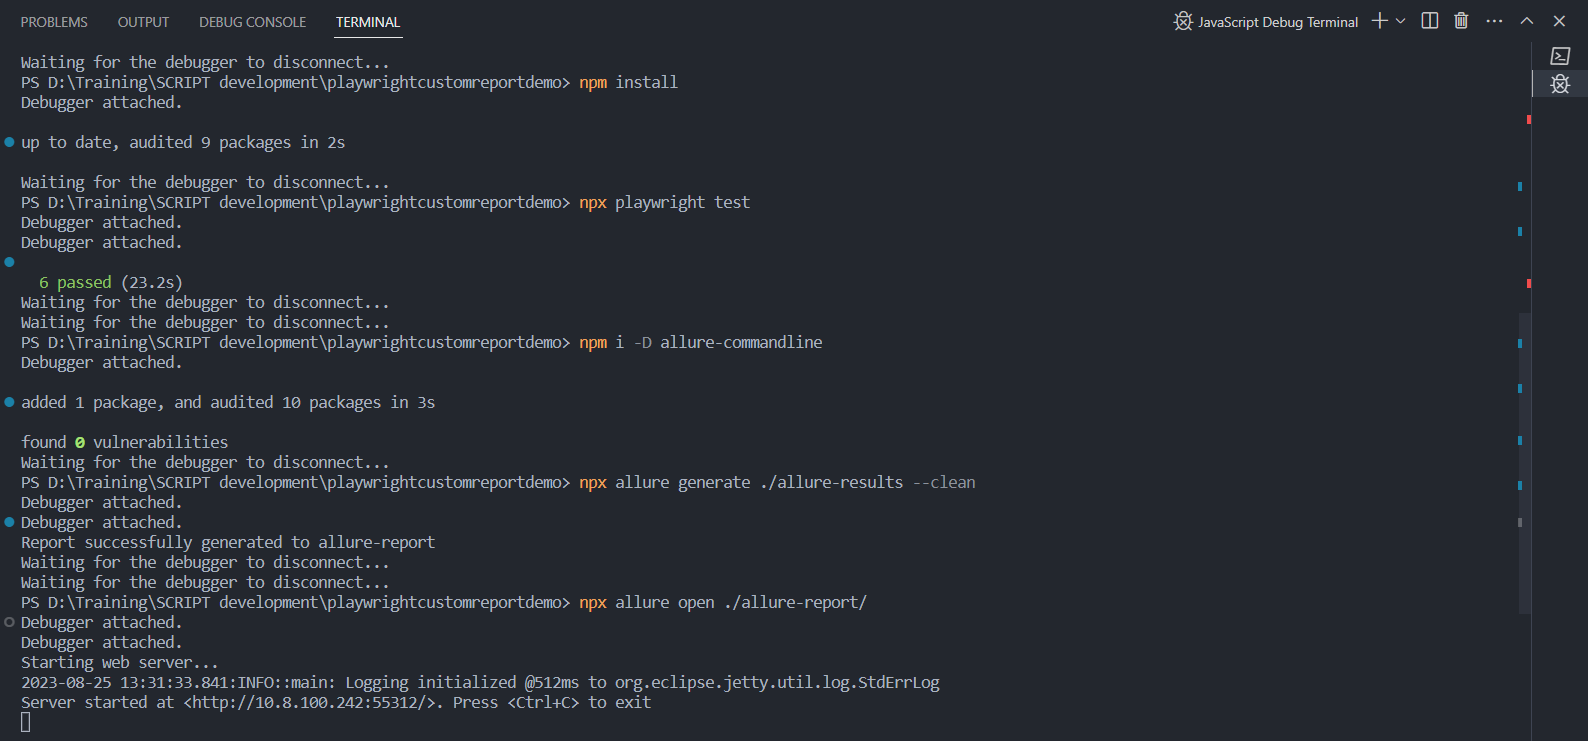 PROBLEMS OUTPUT DEBUG CONSOLE TERMINAL JavaScript Debug Terminal
Waiting for the debugger to disconnect...
PS D:\Training\SCRIPT development\playwrightcustomreportdemo> npm install
Debugger attached.
up to date, audited 9 packages in 2s
Waiting for the debugger to disconnect...
PS D:\Training\SCRIPT development\playwrightcustomreportdemo> npx playwright test
Debugger attached.
Debugger attached.
6 passed (23.2s)
Waiting for the debugger to disconnect...
Waiting for the debugger to disconnect...
PS D:\Training\SCRIPT development\playwrightcustomreportdemo> npm i -D allure-commandline
Debugger attached.
added 1 package, and audited 10 packages in 3s
found 0 vulnerabilities
Waiting for the debugger to disconnect...
PS D:\Training\SCRIPT development\playwrightcustomreportdemo> npx allure generate ./allure-results --clean
Debugger attached.
Debugger attached.
Report successfully generated to allure-report
Waiting for the debugger to disconnect...
Waiting for the debugger to disconnect...
PS D:\Training\SCRIPT development\playwrightcustomreportdemo> npx allure open ./allure-report/
Debugger attached.
Debugger attached.
Starting web server...
2023-08-25 13:31:33.841:INFO::main: Logging initialized @512ms to org.eclipse.jetty.util.log.StdErrLog
Server started at <http://10.8.100.242:55312/>. Press <Ctrl+C> to exit